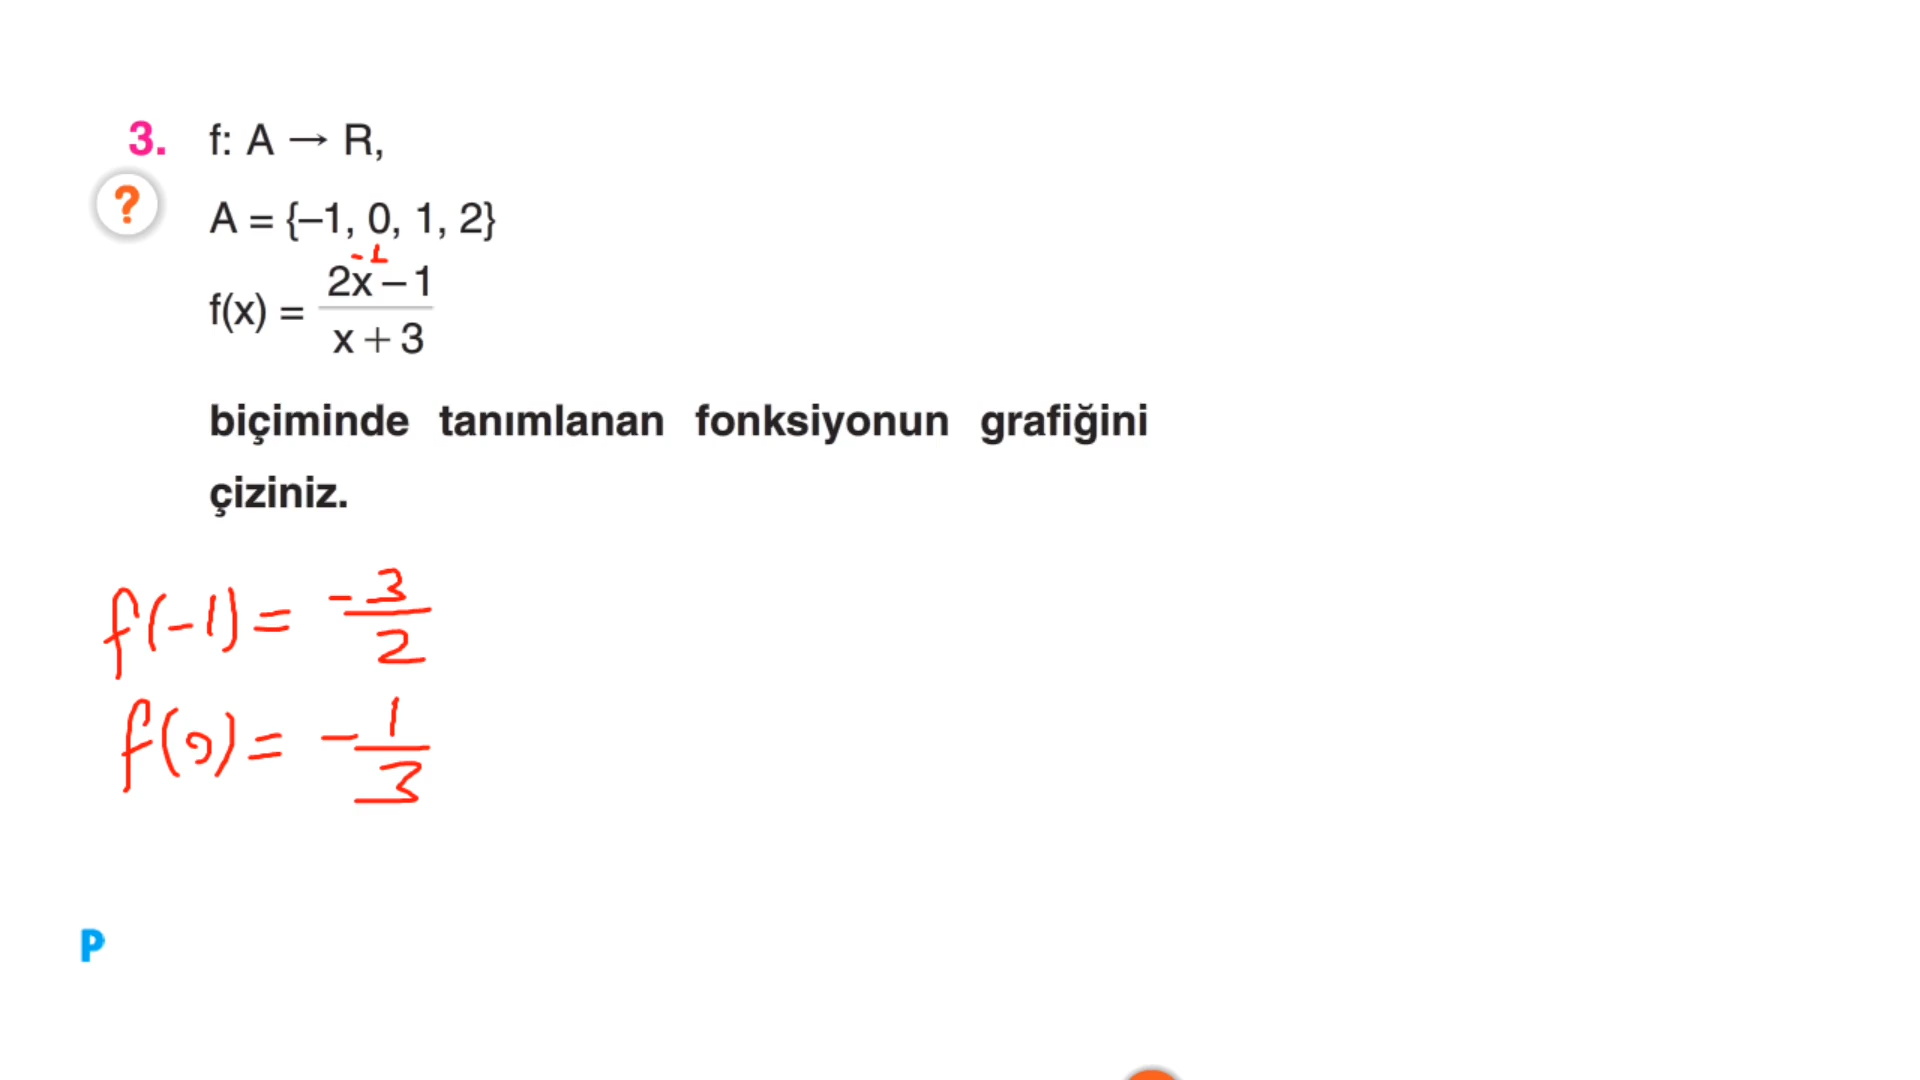 3. f: A → R,
?
A = {–1, 0, 1, 2}
-1
2x – 1
f(x) =
x + 3
biçiminde tanımlanan fonksiyonun grafiğini
çiziniz.
f(-1) = -3/2
f(0) = -1/3
P